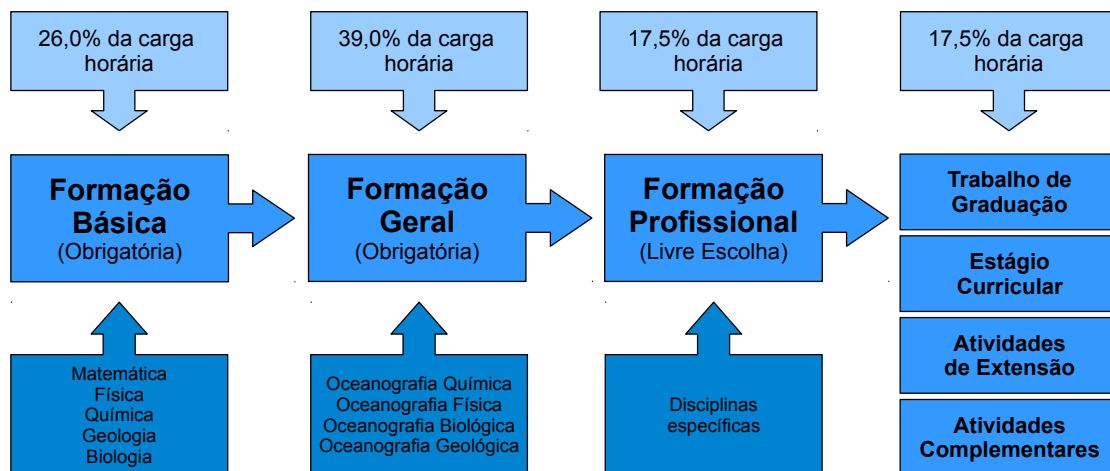 26,0% da carga
horária
39,0% da carga
horária
17,5% da carga
horária
17,5% da carga
horária
Formação
Básica
(Obrigatória)
Formação
Geral
(Obrigatória)
Formação
Profissional
(Livre Escolha)
Trabalho de
Graduação
Estágio
Curricular
Atividades
de Extensão
Atividades
Complementares
Matemática
Física
Química
Geologia
Biologia
Oceanografia Química
Oceanografia Física
Oceanografia Biológica
Oceanografia Geológica
Disciplinas
específicas